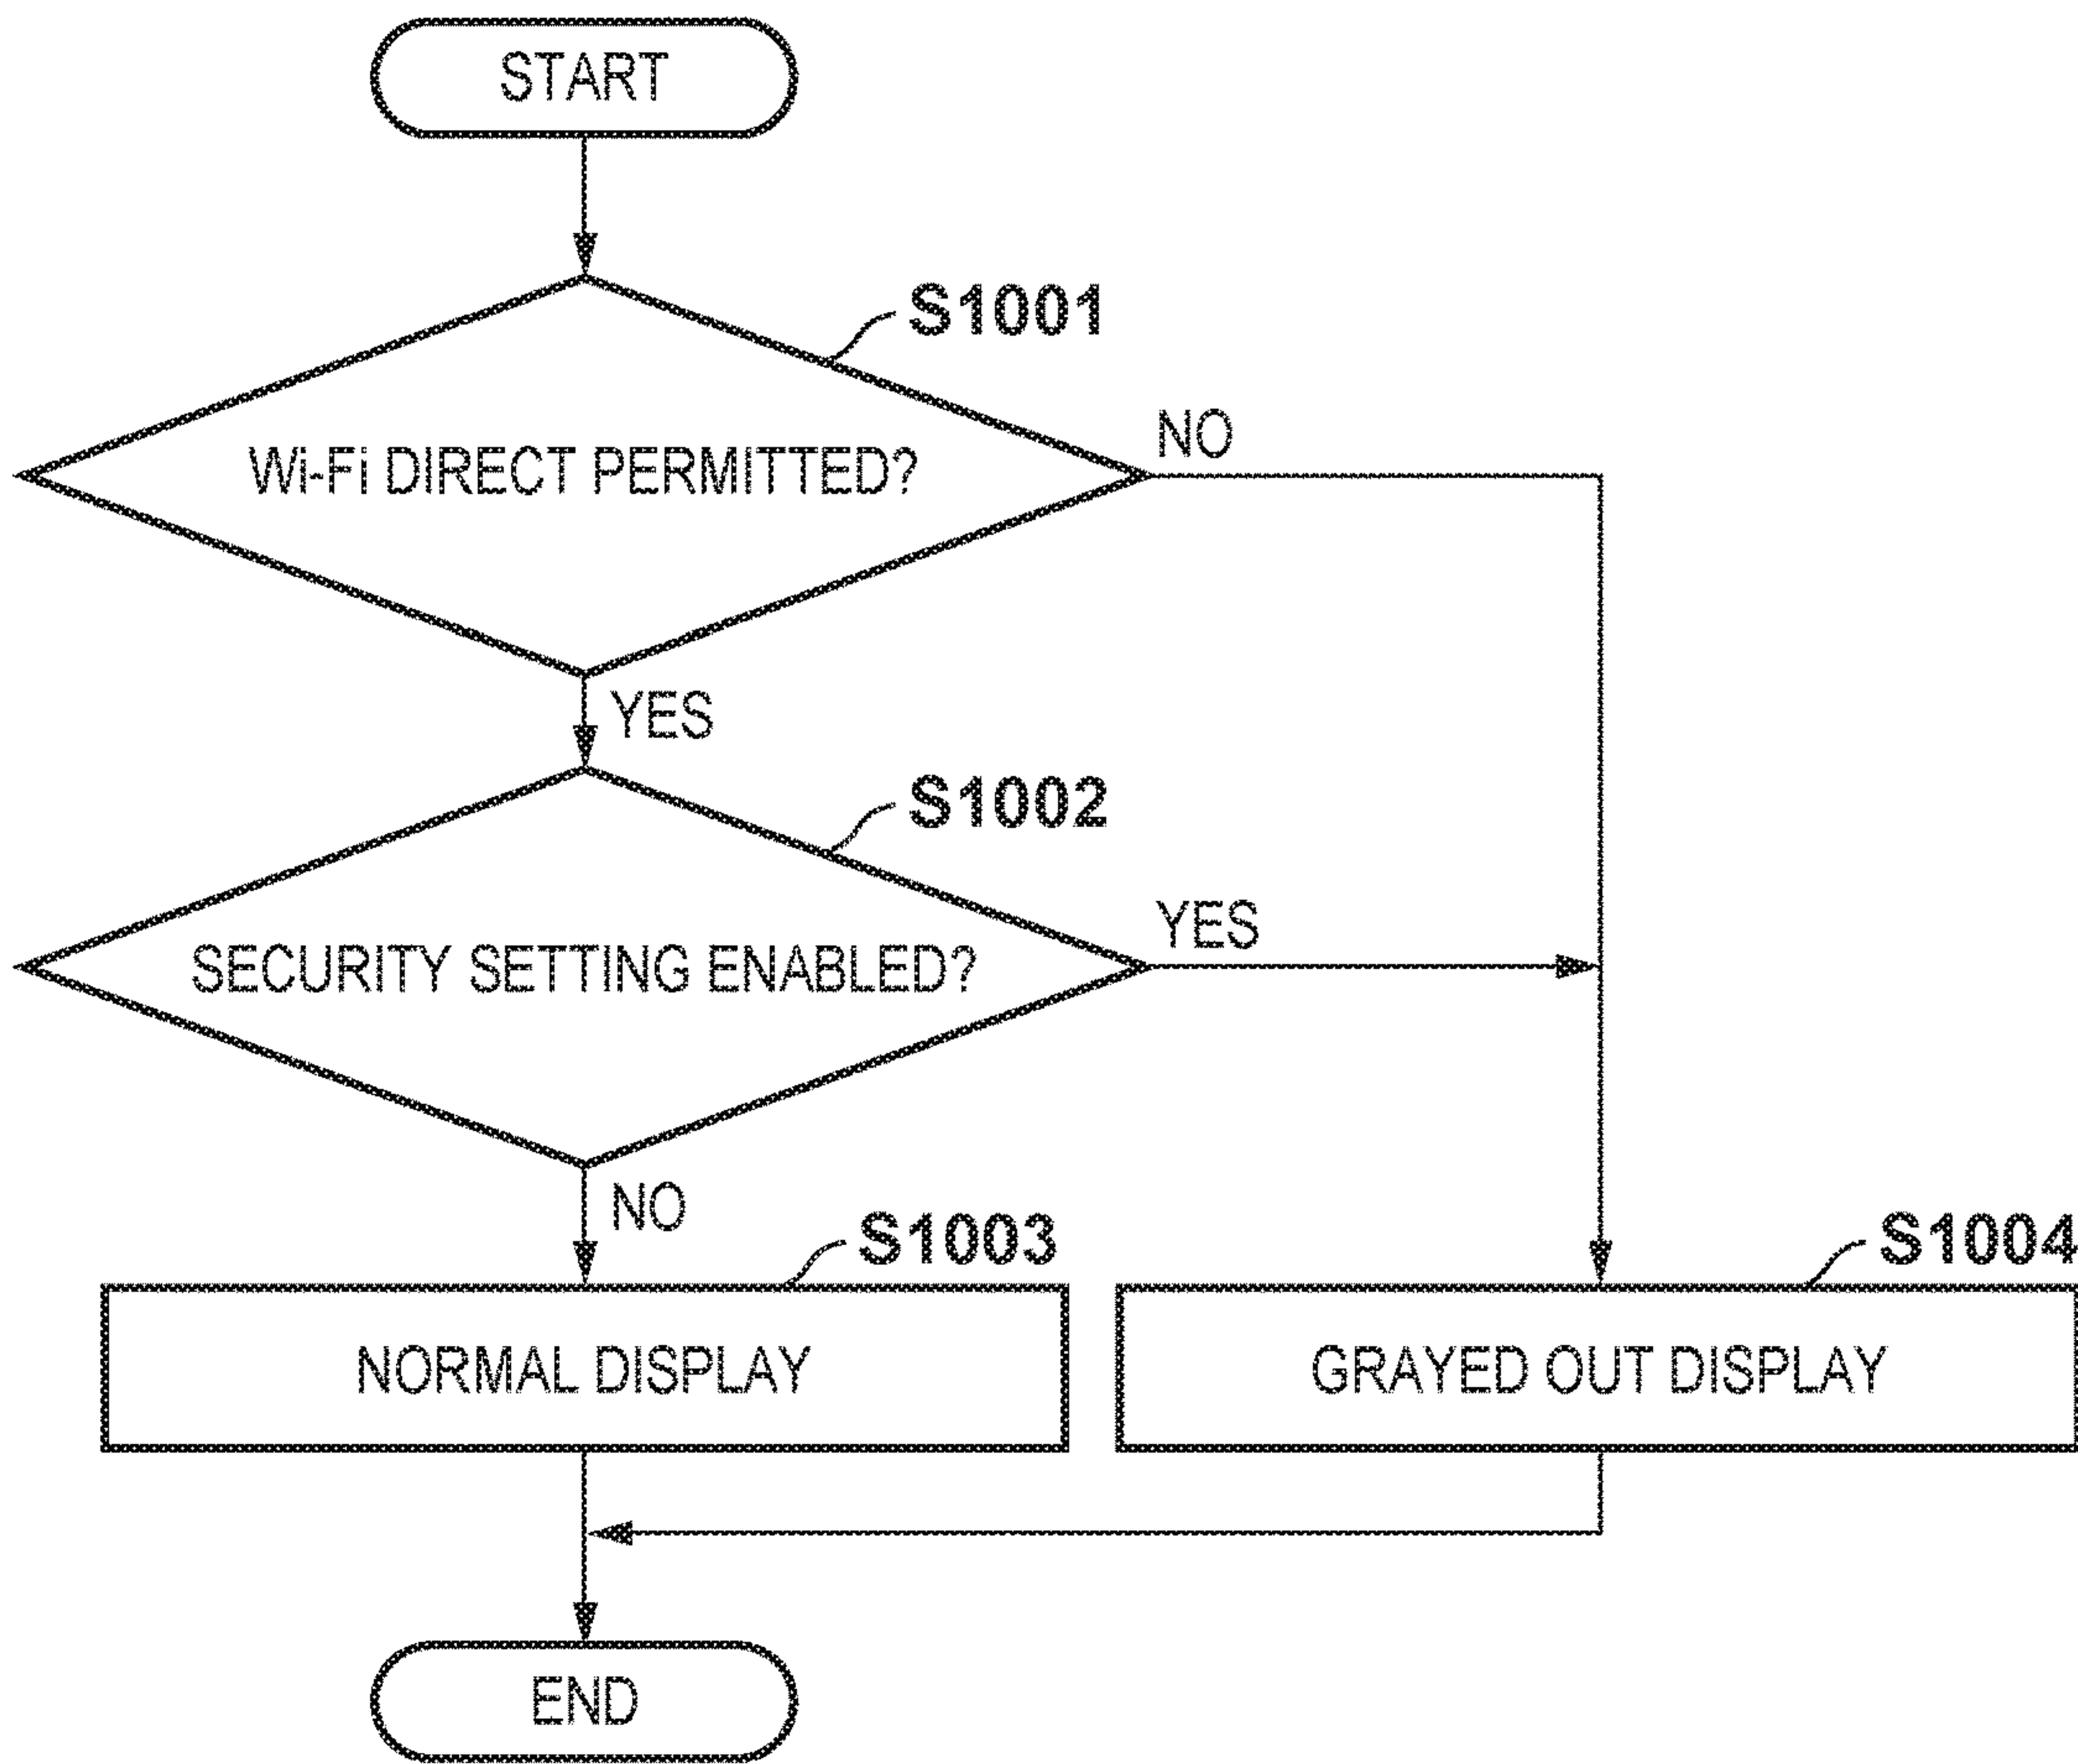 START
S1001
Wi-Fi DIRECT PERMITTED?
NO
YES
S1002
SECURITY SETTING ENABLED?
YES
NO
S1003
NORMAL DISPLAY
S1004
GRAYED OUT DISPLAY
END